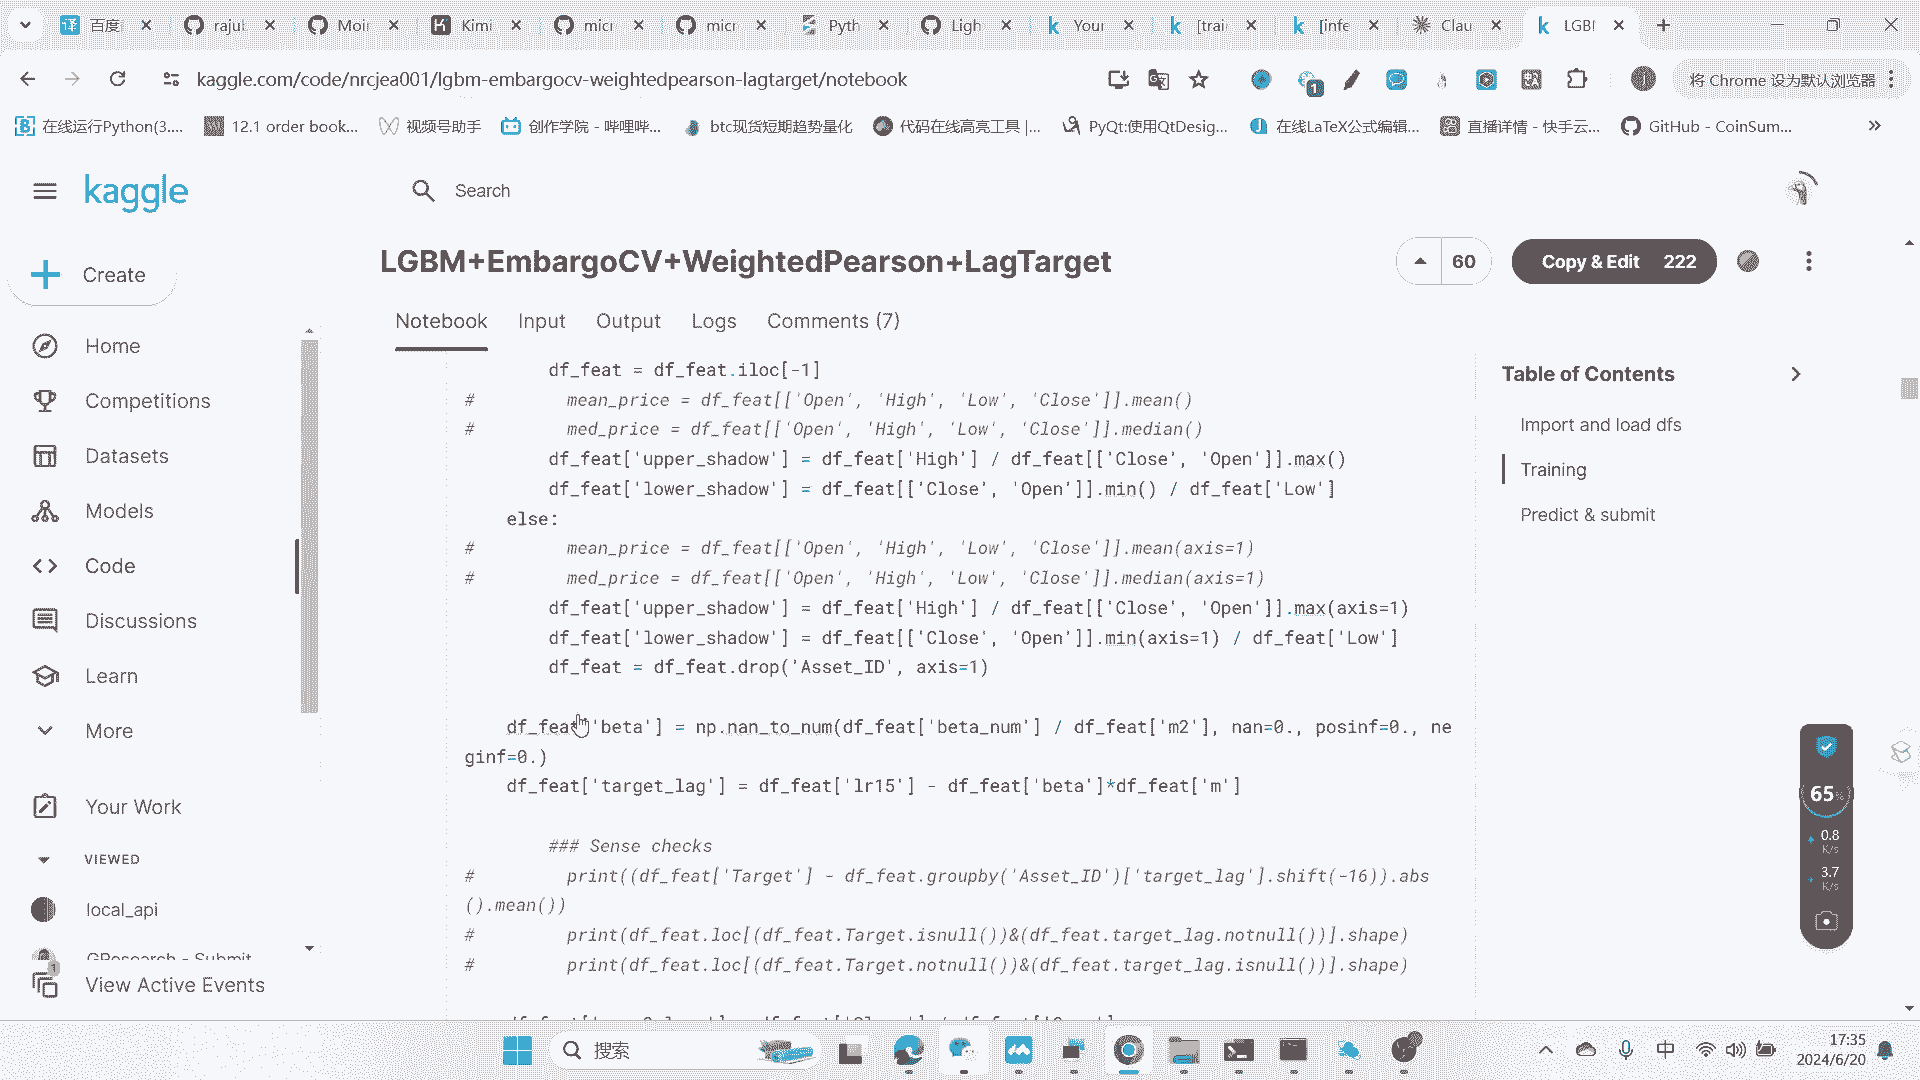 百度
rajul
Moir
Kimi
micr
micr
Pyth
Ligh
Your
[trai
[infe
Clau
LGBI
kaggle.com/code/nrcjea001/lgbm-embargocv-weightedpearson-lagtarget/notebook
将 Chrome 设为默认浏览器
在线运行Python(3....
12.1 order book...
视频号助手
创作学院 - 哔哩哔...
btc现货短期趋势量化
代码在线高亮工具 |...
PyQt:使用QtDesig...
在线LaTeX公式编辑...
直播详情 - 快手云...
GitHub - CoinSum...
kaggle
Search
LGBM+EmbargoCV+WeightedPearson+LagTarget
60
Copy & Edit 222
Create
Notebook
Input
Output
Logs
Comments (7)
Home
Competitions
Datasets
Models
Code
Discussions
Learn
More
Your Work
VIEWED
local_api
GResearch - Submit
View Active Events
df_feat = df_feat.iloc[-1]
# mean_price = df_feat[['Open', 'High', 'Low', 'Close']].mean()
# med_price = df_feat[['Open', 'High', 'Low', 'Close']].median()
df_feat['upper_shadow'] = df_feat['High'] / df_feat[['Close', 'Open']].max()
df_feat['lower_shadow'] = df_feat[['Close', 'Open']].min() / df_feat['Low']
else:
# mean_price = df_feat[['Open', 'High', 'Low', 'Close']].mean(axis=1)
# med_price = df_feat[['Open', 'High', 'Low', 'Close']].median(axis=1)
df_feat['upper_shadow'] = df_feat['High'] / df_feat[['Close', 'Open']].max(axis=1)
df_feat['lower_shadow'] = df_feat[['Close', 'Open']].min(axis=1) / df_feat['Low']
df_feat = df_feat.drop('Asset_ID', axis=1)
df_feat['beta'] = np.nan_to_num(df_feat['beta_num'] / df_feat['m2'], nan=0., posinf=0., ne
ginf=0.)
df_feat['target_lag'] = df_feat['lr15'] - df_feat['beta']*df_feat['m']
### Sense checks
# print((df_feat['Target'] - df_feat.groupby('Asset_ID')['target_lag'].shift(-16)).abs
().mean())
# print(df_feat.loc[(df_feat.Target.isnull())&(df_feat.target_lag.notnull())].shape)
# print(df_feat.loc[(df_feat.Target.notnull())&(df_feat.target_lag.isnull())].shape)
Table of Contents
Import and load dfs
Training
Predict & submit
65%
0.8
K/s
3.7
K/s
搜索
中
17:35
2024/6/20